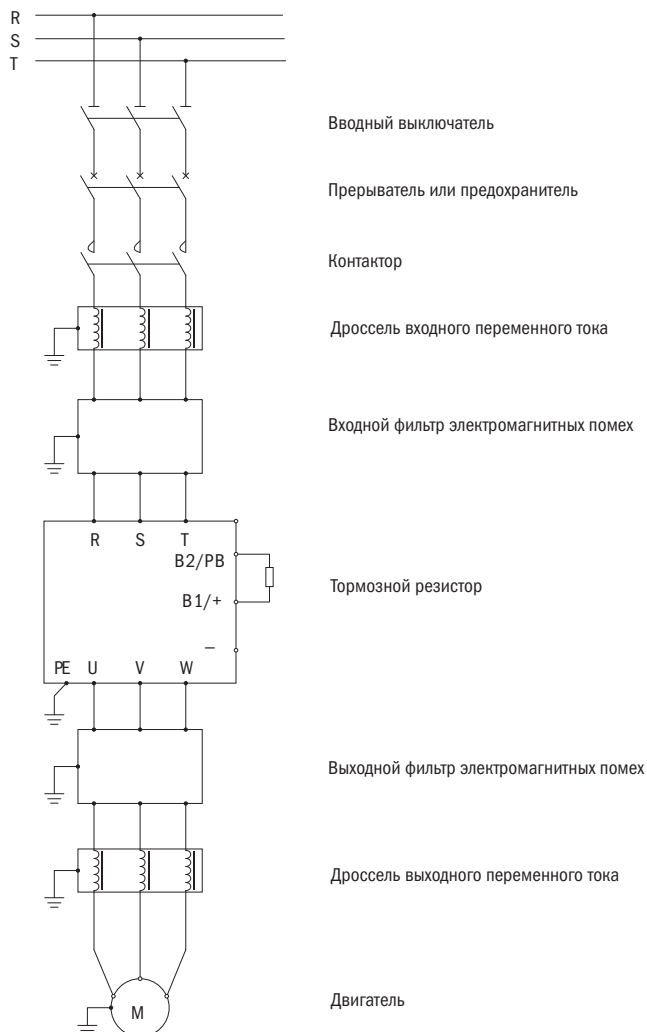 R
S
T
Вводный выключатель
Прерыватель или предохранитель
Контактор
Дроссель входного переменного тока
Входной фильтр электромагнитных помех
R S T
B2/PB
B1/+
Тормозной резистор
–
PE U V W
Выходной фильтр электромагнитных помех
Дроссель выходного переменного тока
M
Двигатель